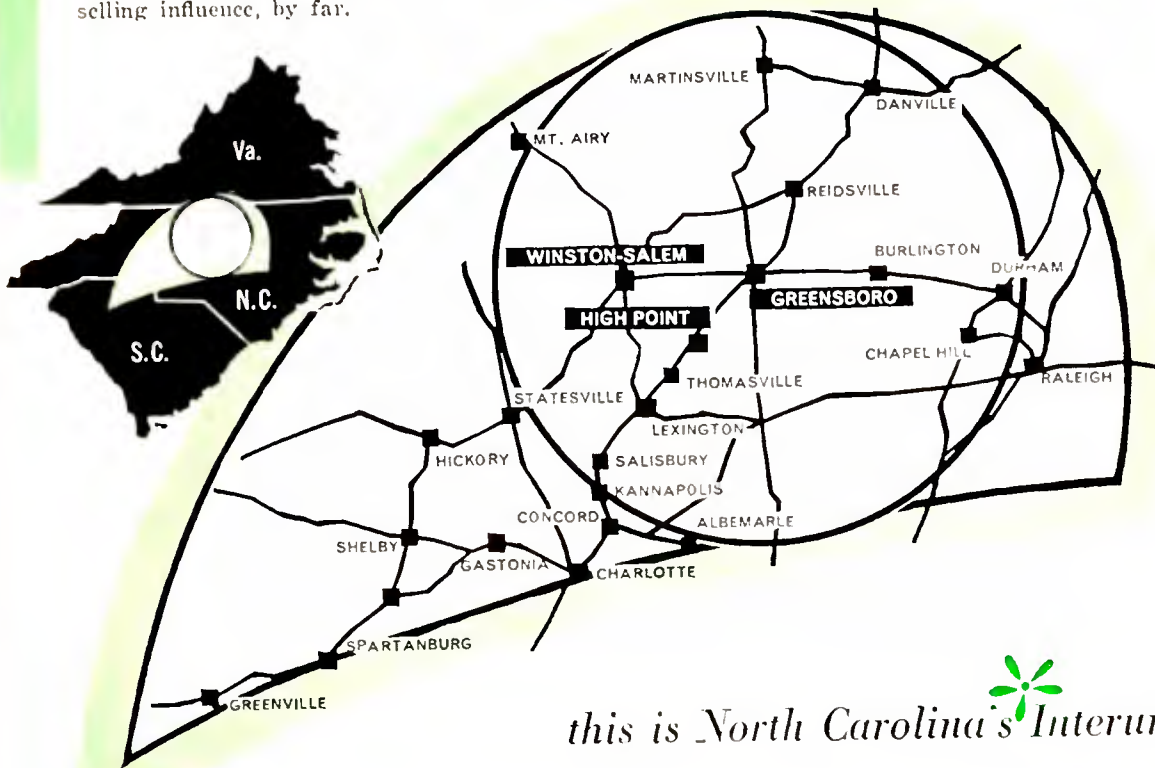 selling influence, by far.
MARTINSVILLE
DANVILLE
MT. AIRY
Va.
REIDSVILLE
WINSTON-SALEM
BURLINGTON
DURHAM
N.C.
HIGH POINT
GREENSBORO
S.C.
CHAPEL HILL
RALEIGH
THOMASVILLE
STATESVILLE
LEXINGTON
HICKORY
SALISBURY
KANNAPOLIS
CONCORD
ALBEMARLE
SHELBY
GASTONIA
CHARLOTTE
SPARTANBURG
GREENVILLE
this is North Carolina's